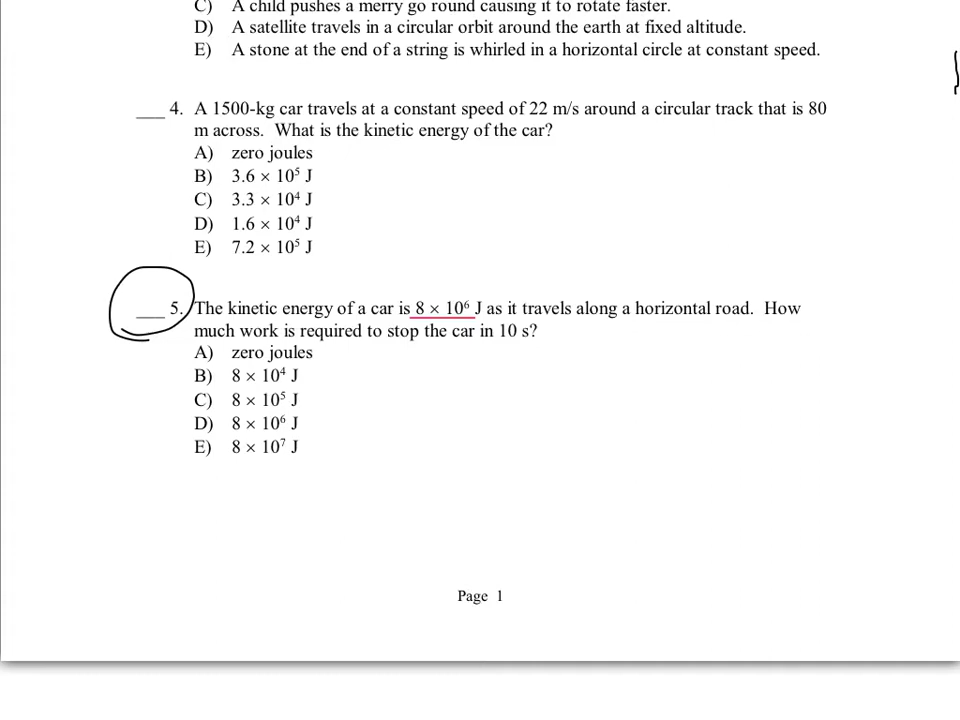 C) A child pushes a merry go round causing it to rotate faster.
D) A satellite travels in a circular orbit around the earth at fixed altitude.
E) A stone at the end of a string is whirled in a horizontal circle at constant speed.
___ 4. A 1500-kg car travels at a constant speed of 22 m/s around a circular track that is 80
m across. What is the kinetic energy of the car?
A) zero joules
B) 3.6 × 10⁵ J
C) 3.3 × 10⁴ J
D) 1.6 × 10⁴ J
E) 7.2 × 10⁵ J
___ 5. The kinetic energy of a car is 8 × 10⁶ J as it travels along a horizontal road. How
much work is required to stop the car in 10 s?
A) zero joules
B) 8 × 10⁴ J
C) 8 × 10⁵ J
D) 8 × 10⁶ J
E) 8 × 10⁷ J
Page 1